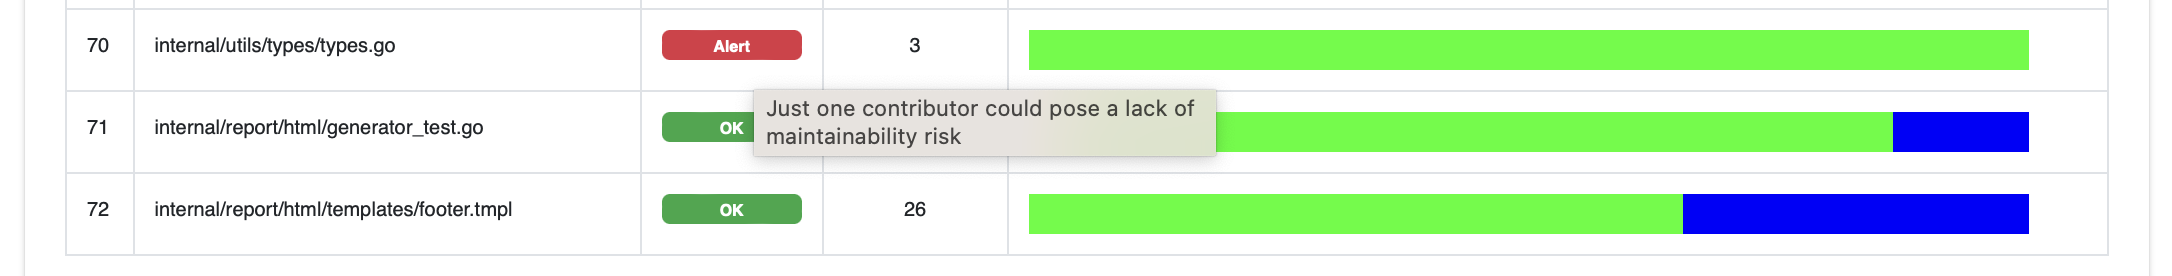 70 internal/utils/types/types.go Alert 3
Just one contributor could pose a lack of
maintainability risk
71 internal/report/html/generator_test.go OK
72 internal/report/html/templates/footer.tmpl OK 26